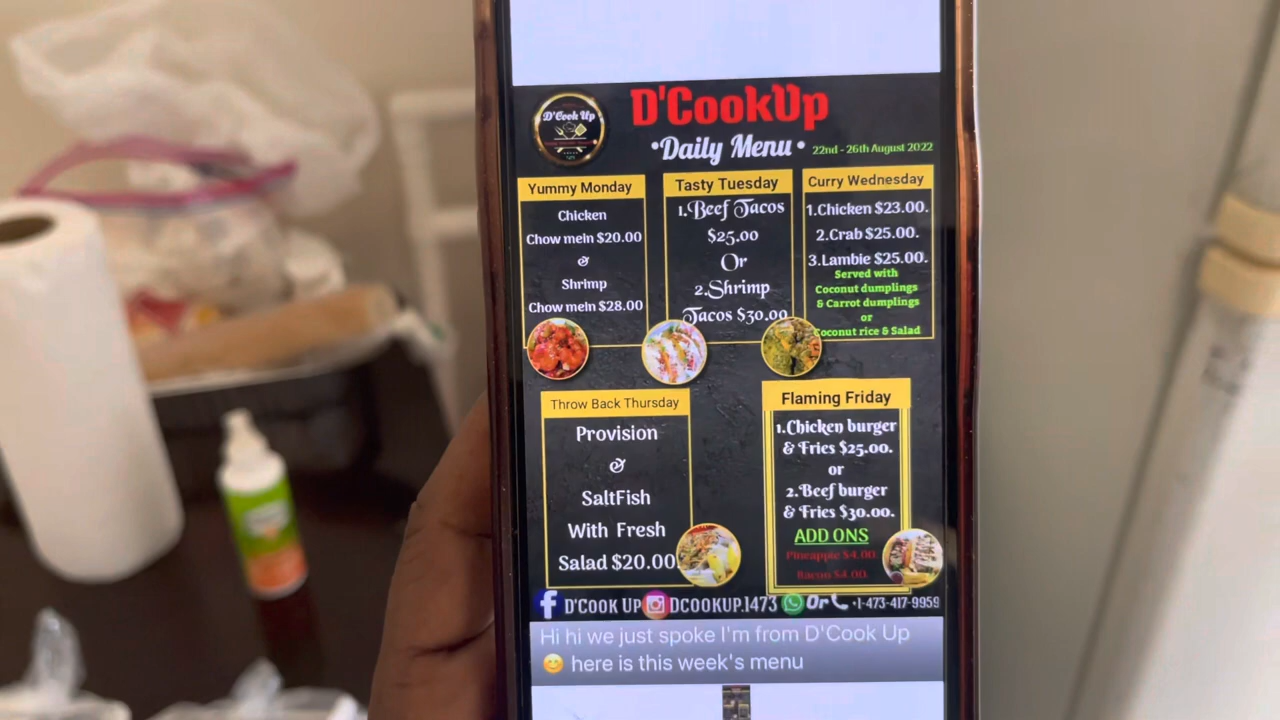 D'CookUp
D'Cook Up
•Daily Menu•
22nd - 26th August 2022
Yummy Monday
Chicken
Chow mein $20.00
&
Shrimp
Chow mein $28.00
Tasty Tuesday
1.Beef Tacos
$25.00
Or
2.Shrimp
Tacos $30.00
Curry Wednesday
1.Chicken $23.00.
2.Crab $25.00.
3.Lambie $25.00.
Served with
Coconut dumplings
& Carrot dumplings
or
Coconut rice & Salad
Throw Back Thursday
Provision
&
SaltFish
With Fresh
Salad $20.00
Flaming Friday
1.Chicken burger
& Fries $25.00.
or
2.Beef burger
& Fries $30.00.
ADD ONS
Pineapple $4.00
Bacon $4.00
D'COOK UP DCOOKUP.1473 Or +1-473-417-9959
Hi hi we just spoke I'm from D'Cook Up
😊 here is this week's menu